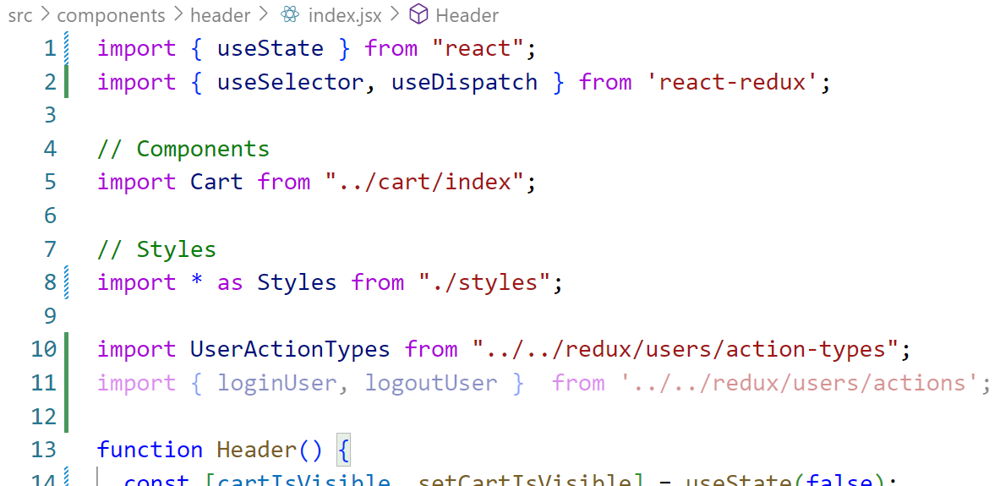 src > components > header > index.jsx > Header
1 import { useState } from "react";
2 import { useSelector, useDispatch } from 'react-redux';
3
4 // Components
5 import Cart from "../cart/index";
6
7 // Styles
8 import * as Styles from "./styles";
9
10 import UserActionTypes from "../../redux/users/action-types";
11 import { loginUser, logoutUser }  from '../../redux/users/actions';
12
13 function Header() {
14 const [cartIsVisible, setCartIsVisible] = useState(false);